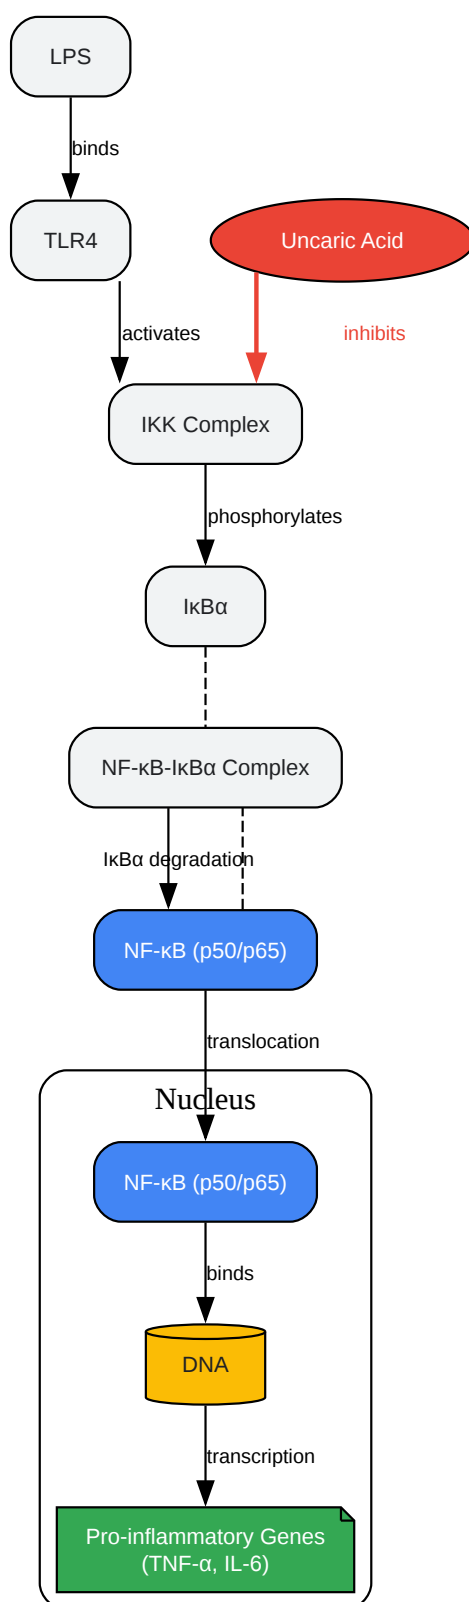 LPS
binds
TLR4
Uncaric Acid
activates
inhibits
IKK Complex
phosphorylates
IκBα
NF-κB-IκBα Complex
IκBα degradation
NF-κB (p50/p65)
translocation
Nucleus
NF-κB (p50/p65)
binds
DNA
transcription
Pro-inflammatory Genes
(TNF-α, IL-6)